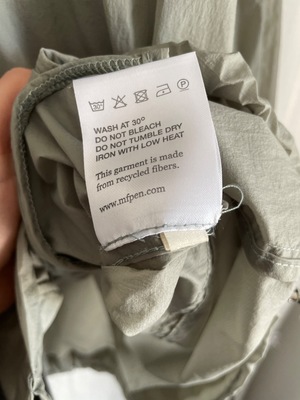 WASH AT 30°
DO NOT BLEACH
DO NOT TUMBLE DRY
IRON WITH LOW HEAT
This garment is made
from recycled fibers.
www.mfpen.com